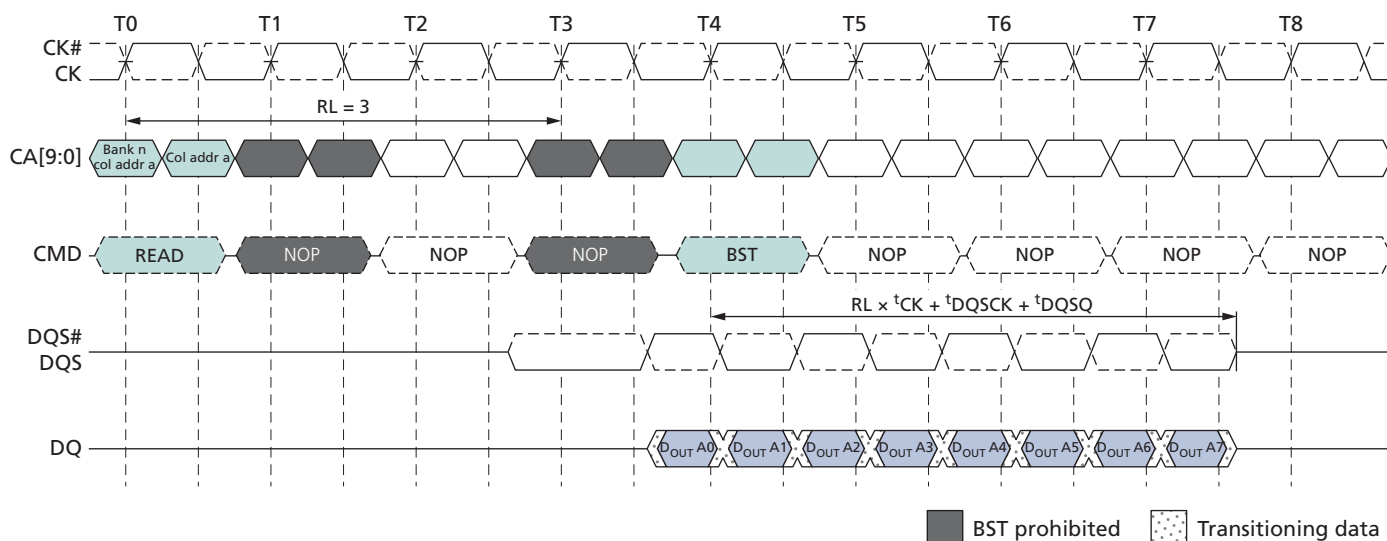 T0 T1 T2 T3 T4 T5 T6 T7 T8
CK#
CK
RL = 3
CA[9:0]
Bank n
col addr a
Col addr a
CMD
READ NOP NOP NOP BST NOP NOP NOP NOP
RL × tCK + tDQSCK + tDQSQ
DQS#
DQS
DQ
DOUT A0 DOUT A1 DOUT A2 DOUT A3 DOUT A4 DOUT A5 DOUT A6 DOUT A7
BST prohibited Transitioning data